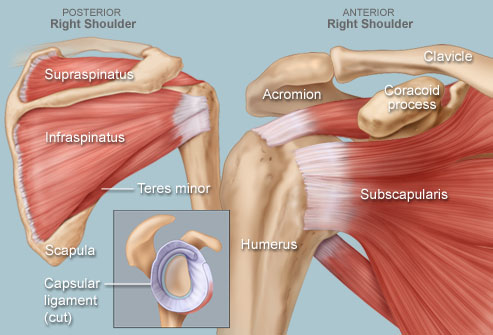 POSTERIOR
Right Shoulder
Supraspinatus
Infraspinatus
Teres minor
Scapula
Capsular
ligament
(cut)
ANTERIOR
Right Shoulder
Clavicle
Acromion
Coracoid
process
Subscapularis
Humerus